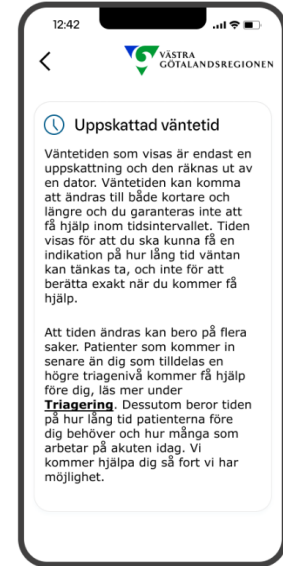 12:42
VÄSTRA
GÖTALANDSREGIONEN
Uppskattad väntetid
Väntetiden som visas är endast en
uppskattning och den räknas ut av
en dator. Väntetiden kan komma
att ändras till både kortare och
längre och du garanteras inte att
få hjälp inom tidsintervallet. Tiden
visas för att du ska kunna få en
indikation på hur lång tid väntan
kan tänkas ta, och inte för att
berätta exakt när du kommer få
hjälp.
Att tiden ändras kan bero på flera
saker. Patienter som kommer in
senare än dig som tilldelas en
högre triagenivå kommer få hjälp
före dig, läs mer under
Triagering. Dessutom beror tiden
på hur lång tid patienterna före
dig behöver och hur många som
arbetar på akuten idag. Vi
kommer hjälpa dig så fort vi har
möjlighet.